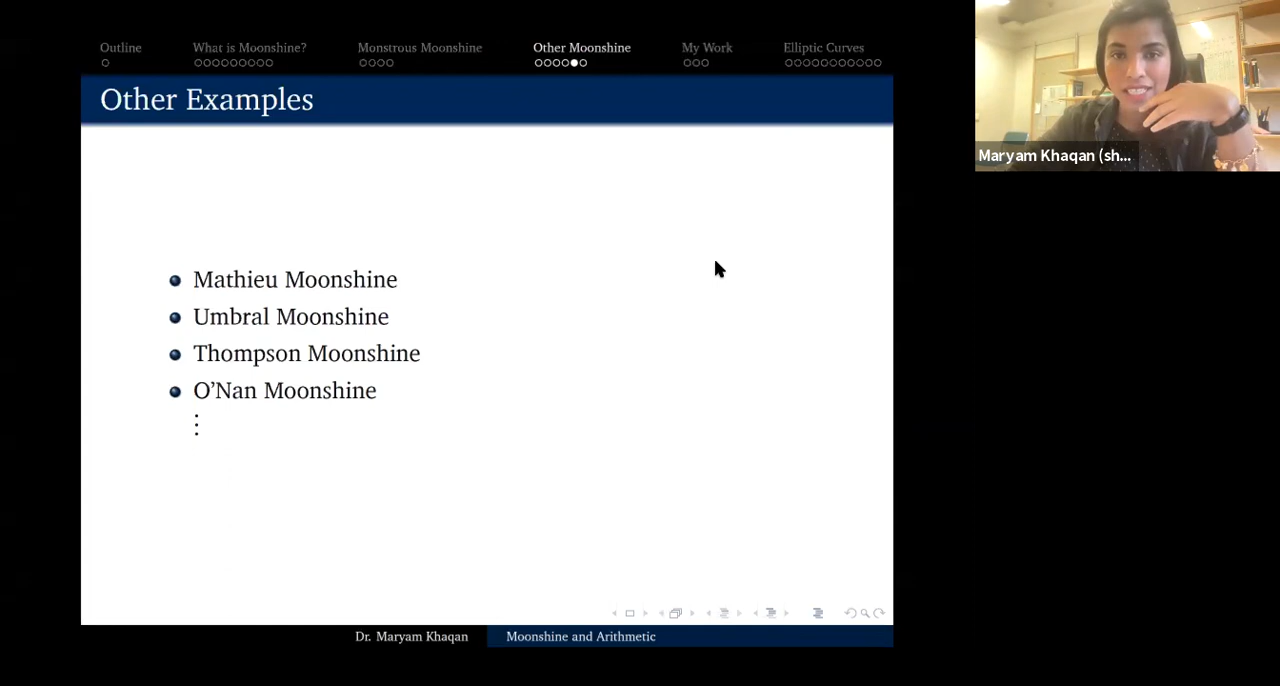 Outline What is Moonshine? Monstrous Moonshine Other Moonshine My Work Elliptic Curves
Other Examples
Mathieu Moonshine
Umbral Moonshine
Thompson Moonshine
O'Nan Moonshine
⋮
Dr. Maryam Khaqan Moonshine and Arithmetic
Maryam Khaqan (sh...